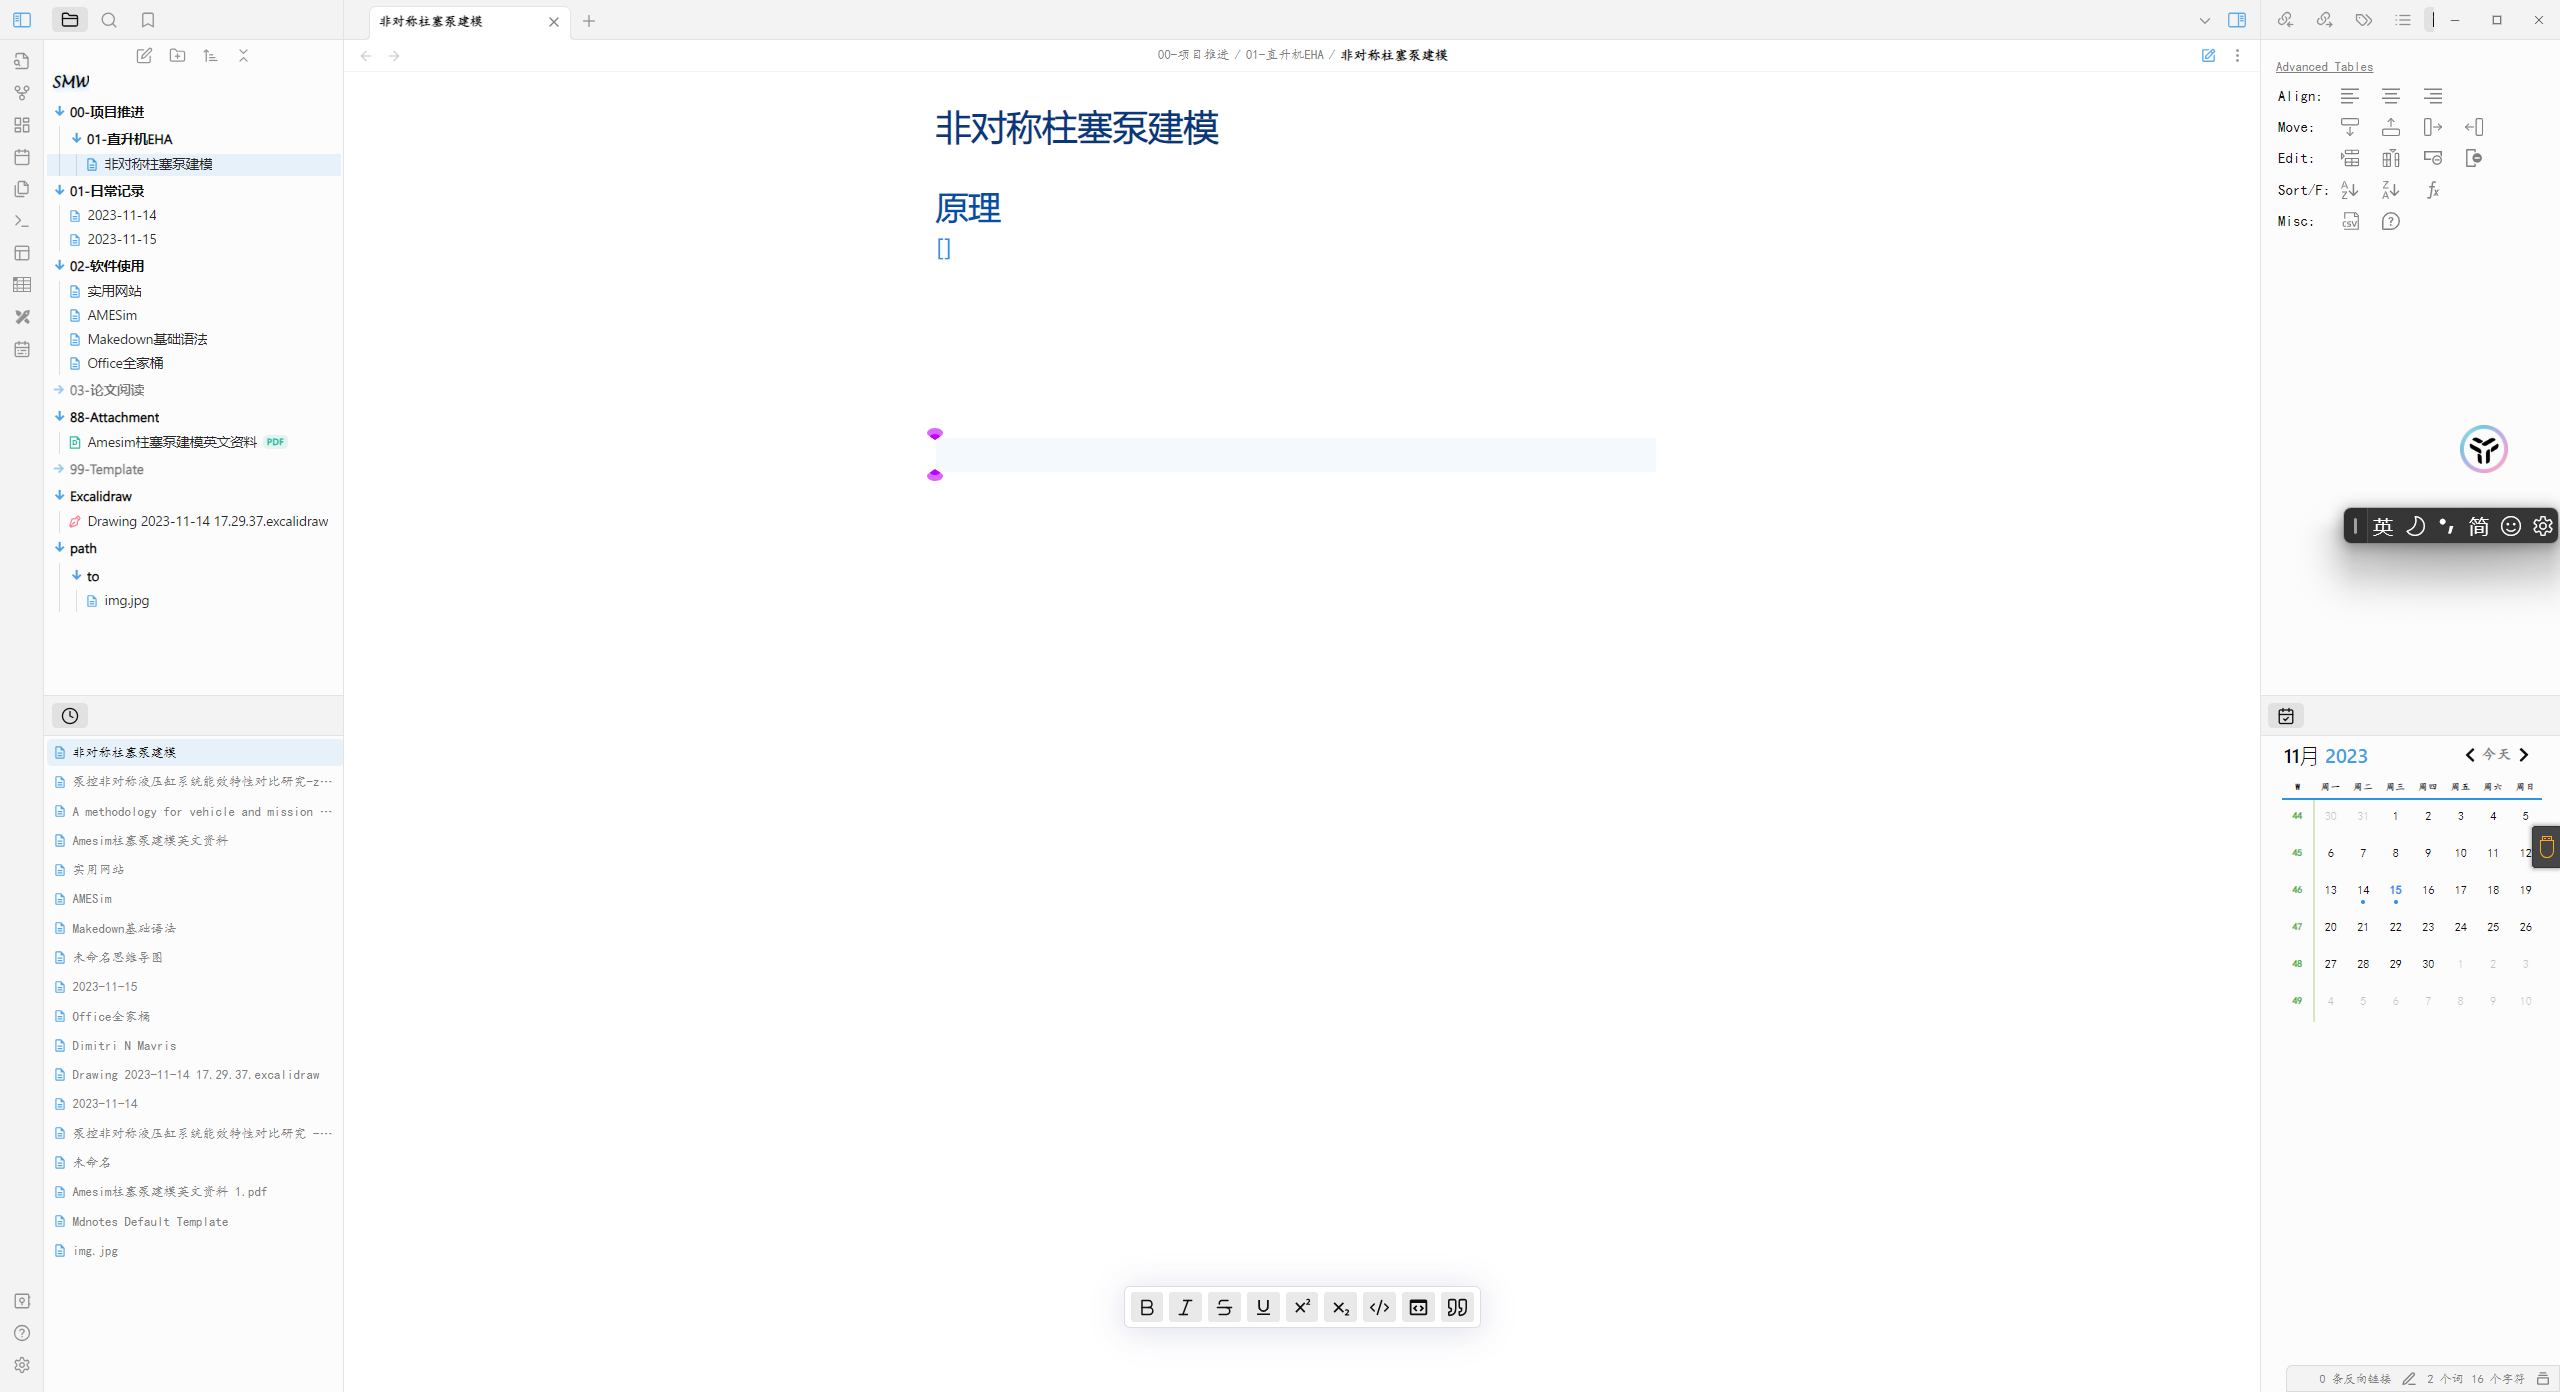 非对称柱塞泵建模
SMW
00-项目推进
01-直升机EHA
非对称柱塞泵建模
01-日常记录
2023-11-14
2023-11-15
02-软件使用
实用网站
AMESim
Makedown基础语法
Office全家桶
03-论文阅读
88-Attachment
Amesim柱塞泵建模英文资料 PDF
99-Template
Excalidraw
Drawing 2023-11-14 17.29.37.excalidraw
path
to
img.jpg
非对称柱塞泵建模
泵控非对称液压缸系统能效特性对比研究-z…
A methodology for vehicle and mission …
Amesim柱塞泵建模英文资料
实用网站
AMESim
Makedown基础语法
未命名思维导图
2023-11-15
Office全家桶
Dimitri N Mavris
Drawing 2023-11-14 17.29.37.excalidraw
2023-11-14
泵控非对称液压缸系统能效特性对比研究 -…
未命名
Amesim柱塞泵建模英文资料 1.pdf
Mdnotes Default Template
img.jpg
00-项目推进 / 01-直升机EHA / 非对称柱塞泵建模
非对称柱塞泵建模
原理
[]
Advanced Tables
Align:
Move:
Edit:
Sort/F:
Misc:
英 简
11月 2023 今天
W 周一 周二 周三 周四 周五 周六 周日
44 30 31 1 2 3 4 5
45 6 7 8 9 10 11 12
46 13 14 15 16 17 18 19
47 20 21 22 23 24 25 26
48 27 28 29 30 1 2 3
49 4 5 6 7 8 9 10
0 条反向链接 2 个词 16 个字符